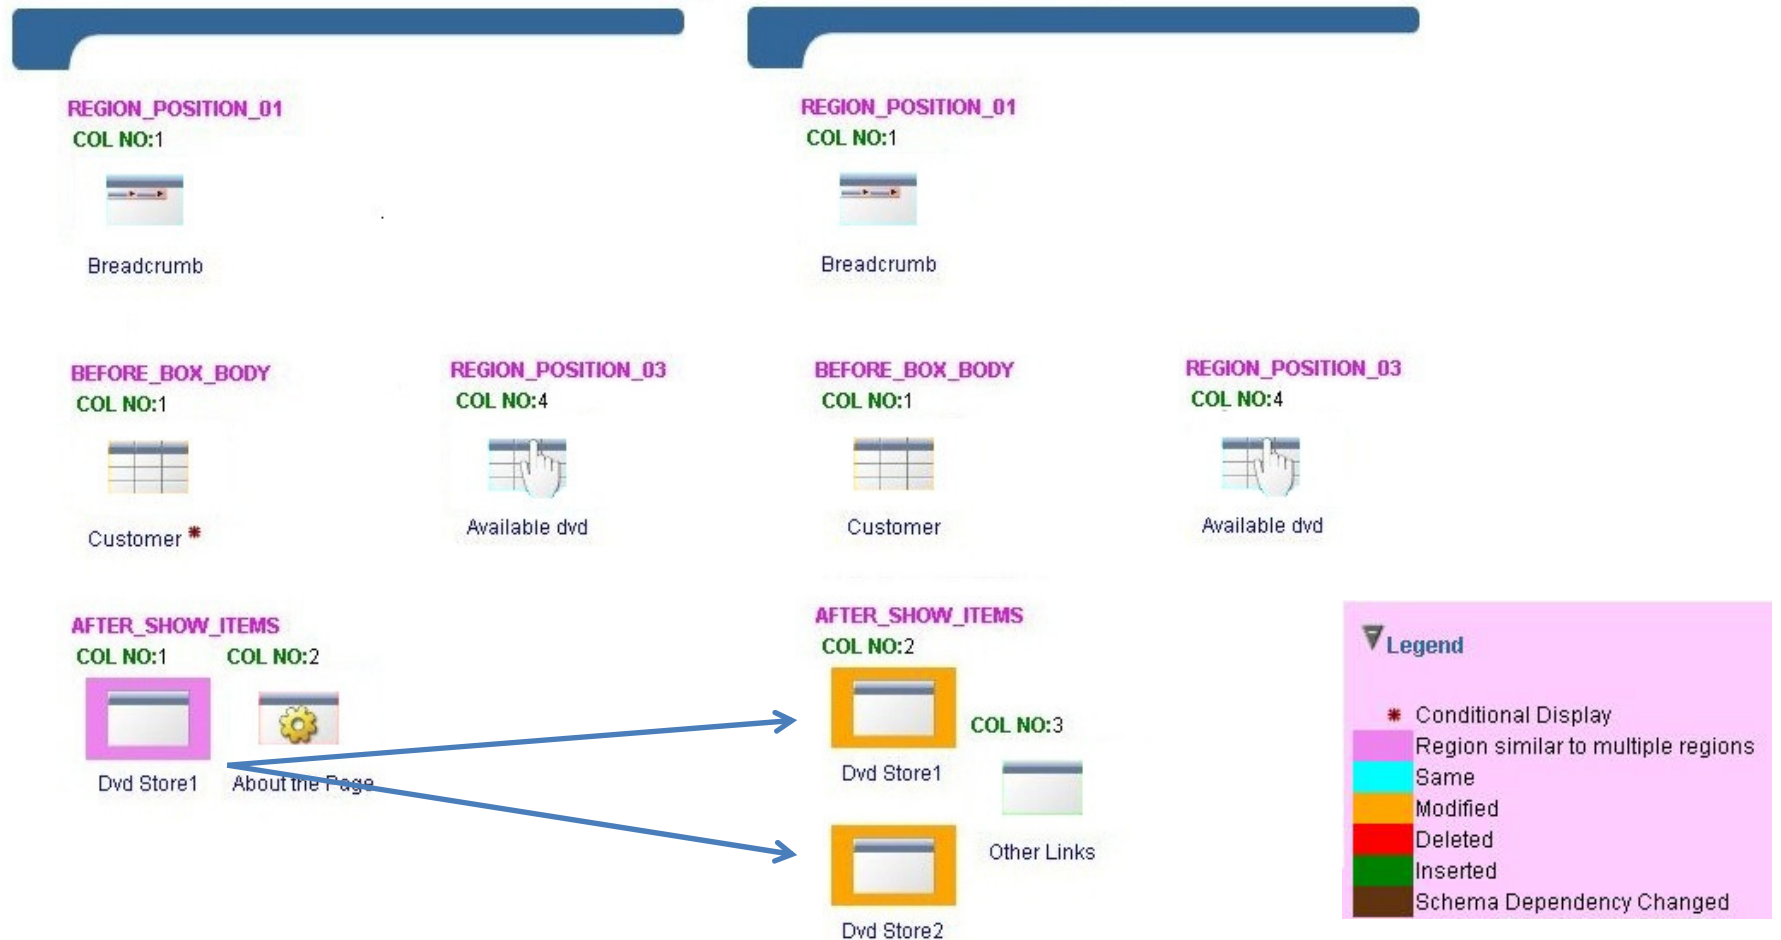 REGION_POSITION_01
COL NO:1
Breadcrumb
BEFORE_BOX_BODY
COL NO:1
Customer *
REGION_POSITION_03
COL NO:4
Available dvd
AFTER_SHOW_ITEMS
COL NO:1
Dvd Store1
COL NO:2
About the Page
REGION_POSITION_01
COL NO:1
Breadcrumb
BEFORE_BOX_BODY
COL NO:1
Customer
REGION_POSITION_03
COL NO:4
Available dvd
AFTER_SHOW_ITEMS
COL NO:2
Dvd Store1
Dvd Store2
COL NO:3
Other Links
Legend
* Conditional Display
Region similar to multiple regions
Same
Modified
Deleted
Inserted
Schema Dependency Changed